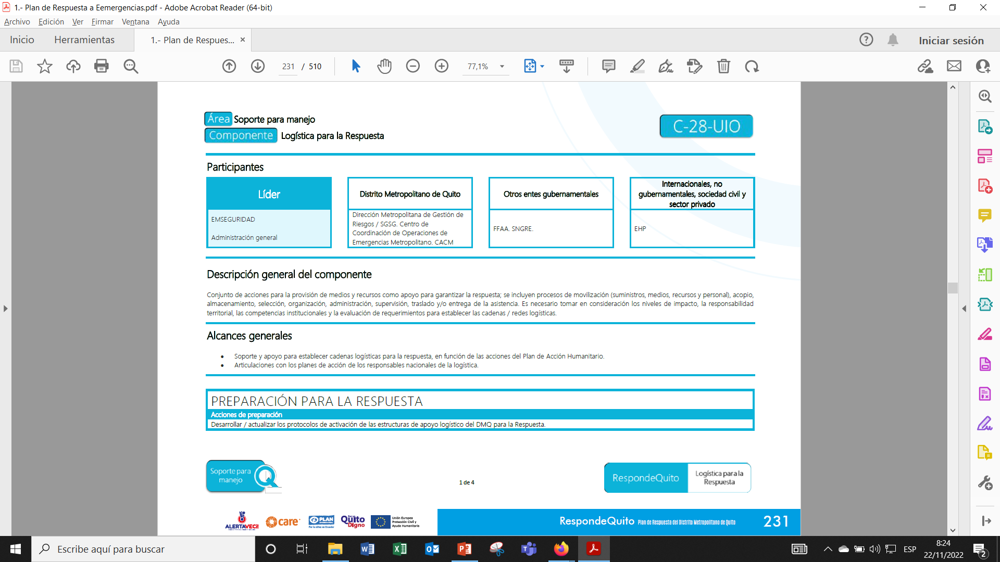 1.- Plan de Respuesta a Eemergencias.pdf - Adobe Acrobat Reader (64-bit)
Archivo Edición Ver Firmar Ventana Ayuda
Inicio Herramientas 1.- Plan de Respues... × Iniciar sesión
231 / 510 77,1%
Área Soporte para manejo
Componente Logística para la Respuesta
C-28-UIO
Participantes
Líder
EMSEGURIDAD
Administración general
Distrito Metropolitano de Quito
Dirección Metropolitana de Gestión de
Riesgos / SGSG. Centro de
Coordinación de Operaciones de
Emergencias Metropolitano. CACM
Otros entes gubernamentales
FFAA. SNGRE.
Internacionales, no
gubernamentales, sociedad civil y
sector privado
EHP
Descripción general del componente
Conjunto de acciones para la provisión de medios y recursos como apoyo para garantizar la respuesta; se incluyen procesos de movilización (suministros, medios, recursos y personal), acopio,
almacenamiento, selección, organización, administración, supervisión, traslado y/o entrega de la asistencia. Es necesario tomar en consideración los niveles de impacto, la responsabilidad
territorial, las competencias institucionales y la evaluación de requerimientos para establecer las cadenas / redes logísticas.
Alcances generales
• Soporte y apoyo para establecer cadenas logísticas para la respuesta, en función de las acciones del Plan de Acción Humanitario.
• Articulaciones con los planes de acción de los responsables nacionales de la logística.
PREPARACIÓN PARA LA RESPUESTA
Acciones de preparación
Desarrollar / actualizar los protocolos de activación de las estructuras de apoyo logístico del DMQ para la Respuesta.
Soporte para
manejo
1 de 4
RespondeQuito
Logística para la
Respuesta
ALERTAVECI!
care
PLAN
INTERNATIONAL
Por la niñez en Ecuador
Por un
Quito
Digno
Unión Europea
Protección Civil y
Ayuda Humanitaria
RespondeQuito Plan de Respuesta del Distrito Metropolitano de Quito 231
Escribe aquí para buscar
ESP
8:24
22/11/2022
2